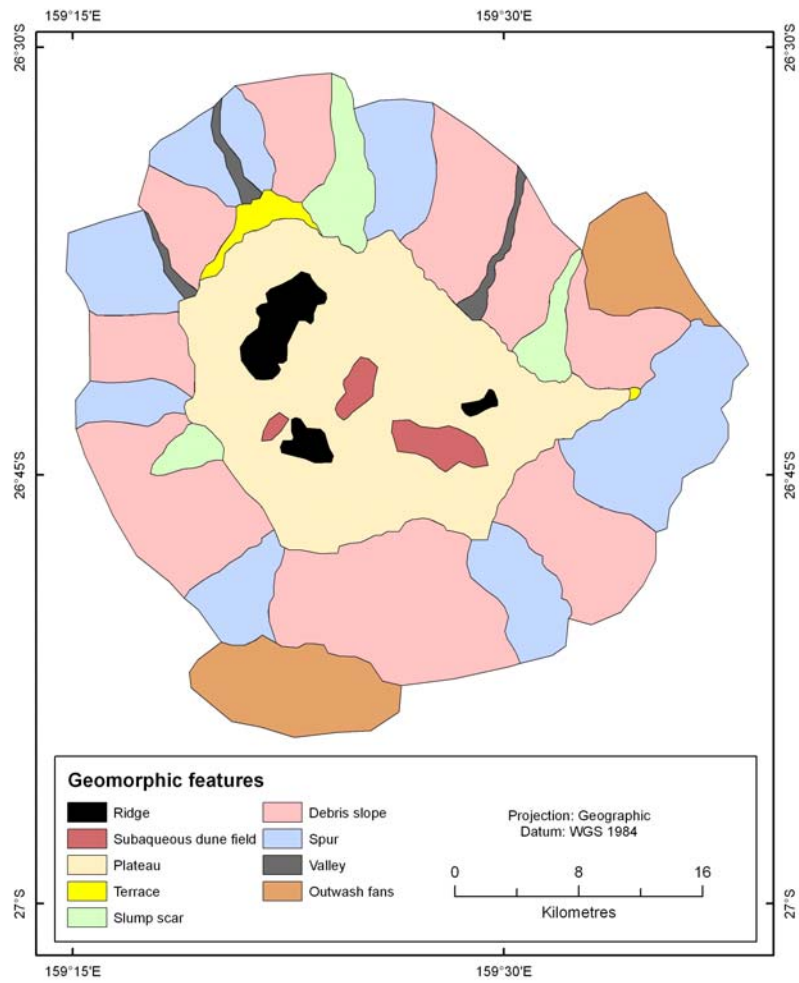 159°15'E 159°30'E
26°30'S 26°30'S
26°45'S 26°45'S
Geomorphic features
Ridge
Subaqueous dune field
Plateau
Terrace
Slump scar
Debris slope
Spur
Valley
Outwash fans
Projection: Geographic
Datum: WGS 1984
0 8 16
Kilometres
27°S 27°S
159°15'E 159°30'E